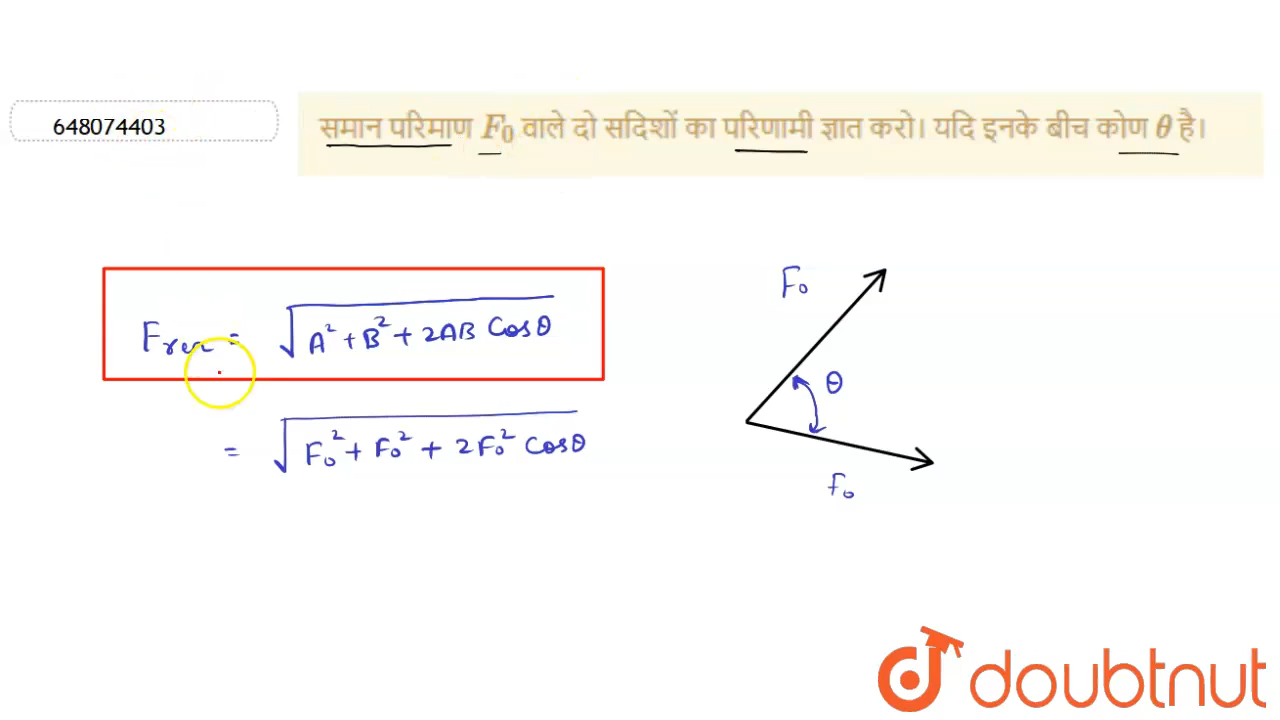 648074403
समान परिमाण F₀ वाले दो सदिशों का परिणामी ज्ञात करो। यदि इनके बीच कोण θ है।
F = √(A² + B² + 2AB Cosθ)
= √(F₀² + F₀² + 2F₀² Cosθ)
F₀
θ
F₀
doubtnut